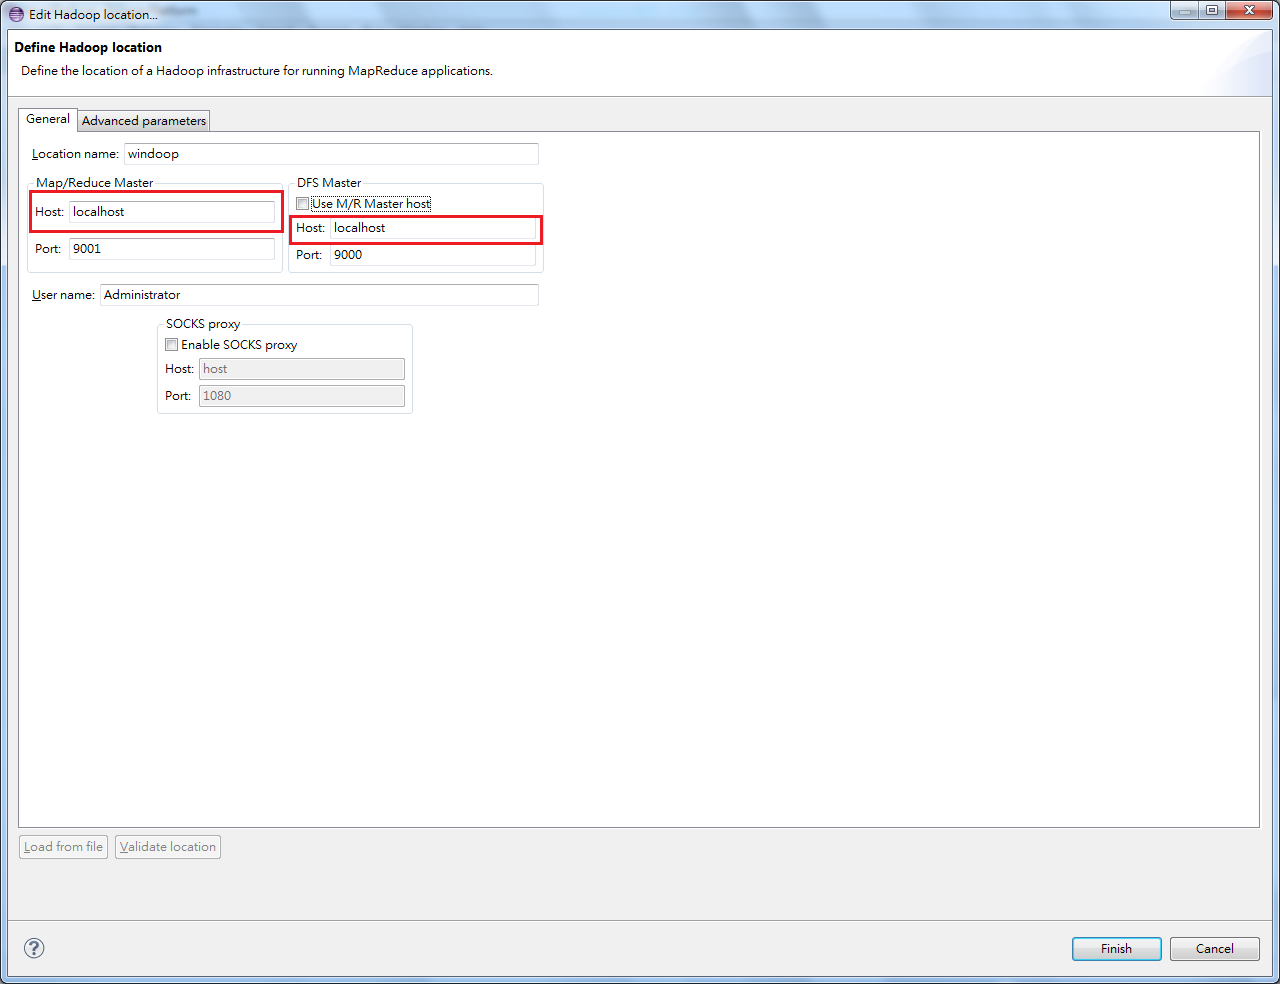 Edit Hadoop location...
Define Hadoop location
Define the location of a Hadoop infrastructure for running MapReduce applications.
General
Advanced parameters
Location name: windoop
Map/Reduce Master
Host: localhost
Port: 9001
DFS Master
Use M/R Master host
Host: localhost
Port: 9000
User name: Administrator
SOCKS proxy
Enable SOCKS proxy
Host: host
Port: 1080
Load from file
Validate location
?
Finish
Cancel